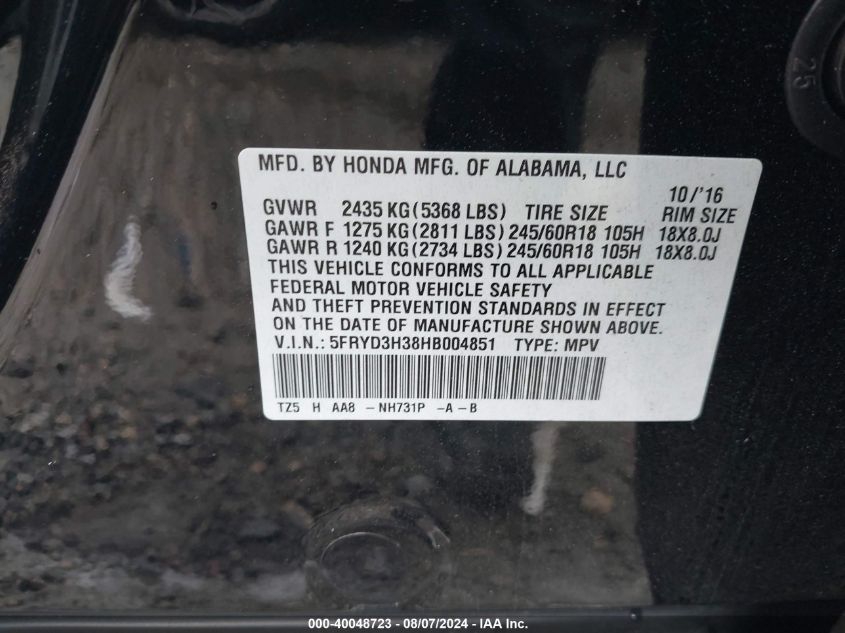 25
MFD. BY HONDA MFG. OF ALABAMA, LLC
10/'16
GVWR 2435 KG (5368 LBS) TIRE SIZE RIM SIZE
GAWR F 1275 KG (2811 LBS) 245/60R18 105H 18X8.0J
GAWR R 1240 KG (2734 LBS) 245/60R18 105H 18X8.0J
THIS VEHICLE CONFORMS TO ALL APPLICABLE
FEDERAL MOTOR VEHICLE SAFETY
AND THEFT PREVENTION STANDARDS IN EFFECT
ON THE DATE OF MANUFACTURE SHOWN ABOVE.
V.I.N.: 5FRYD3H38HB004851 TYPE: MPV
TZ5 H AA8 - NH731P - A - B
000-40048723 - 08/07/2024 - IAA Inc.